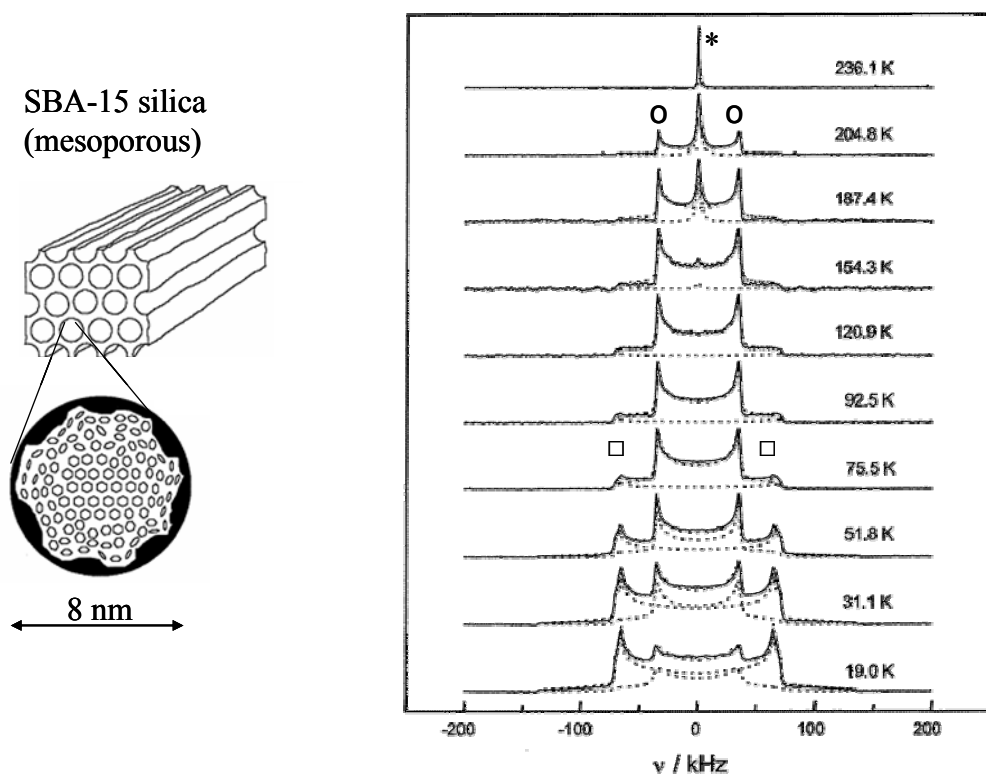 SBA-15 silica
(mesoporous)
8 nm
*
236.1 K
O O
204.8 K
187.4 K
154.3 K
120.9 K
92.5 K
□ □
75.5 K
51.8 K
31.1 K
19.0 K
-200 -100 0 100 200
ν / kHz